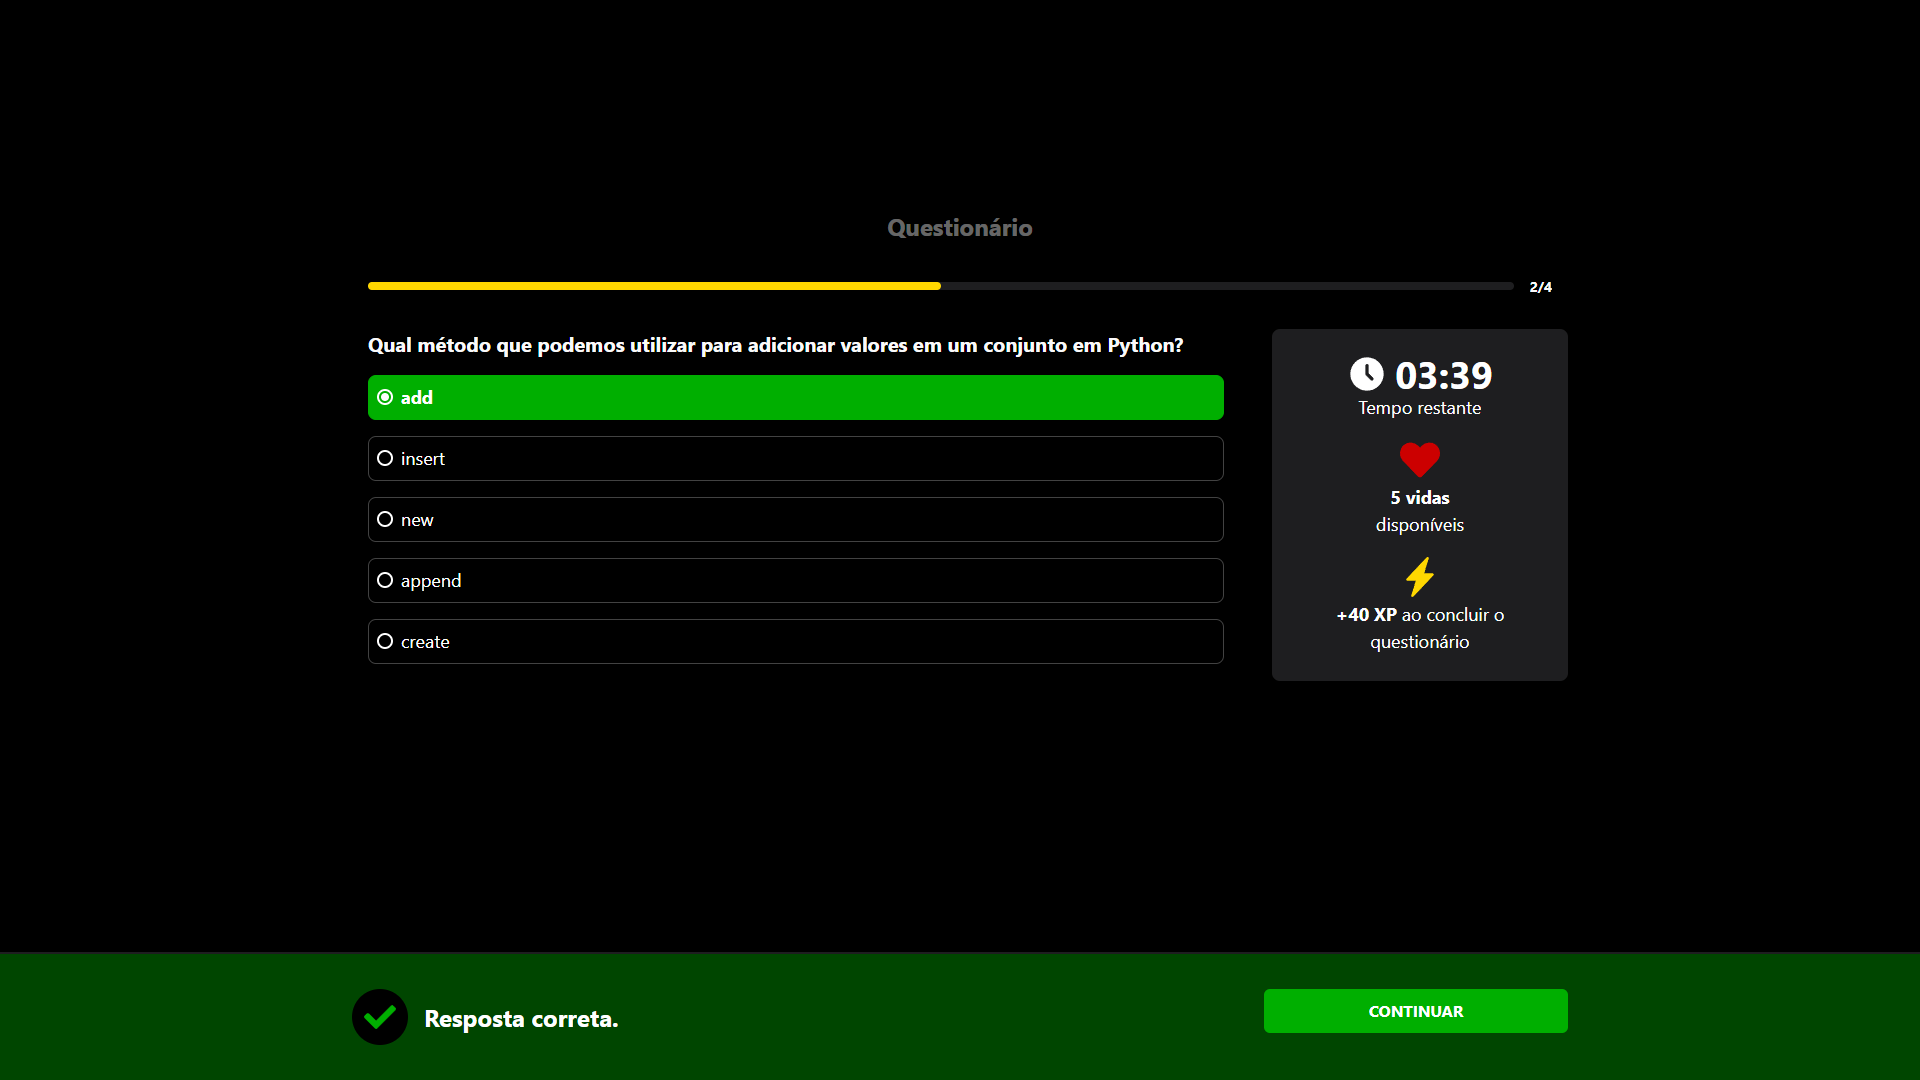 Questionário
2/4
Qual método que podemos utilizar para adicionar valores em um conjunto em Python?
add
insert
new
append
create
03:39
Tempo restante
5 vidas
disponíveis
+40 XP ao concluir o
questionário
Resposta correta.
CONTINUAR